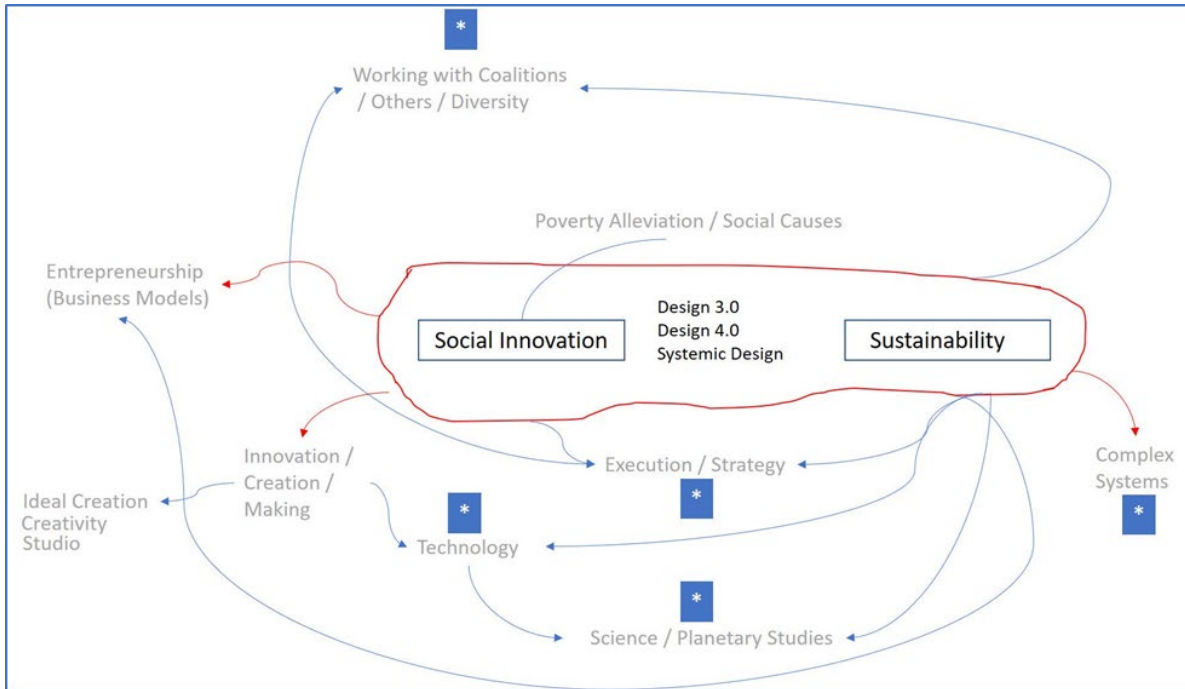 *
Working with Coalitions
/ Others / Diversity
Poverty Alleviation / Social Causes
Entrepreneurship
(Business Models)
Social Innovation
Design 3.0
Design 4.0
Systemic Design
Sustainability
Innovation /
Creation /
Making
Execution / Strategy
*
Complex
Systems
*
Ideal Creation
Creativity
Studio
*
Technology
*
Science / Planetary Studies